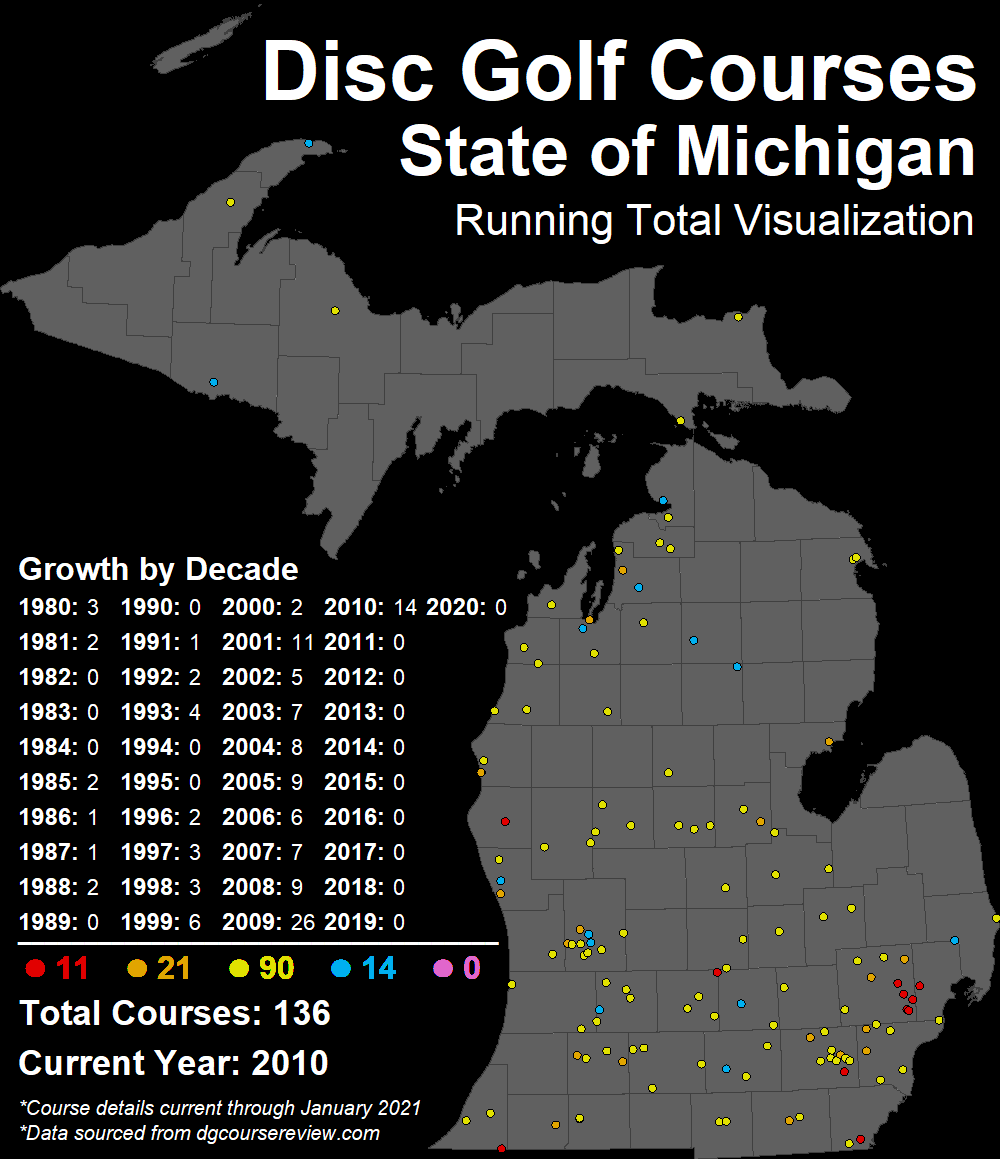 Disc Golf Courses
State of Michigan
Running Total Visualization
Growth by Decade
1980: 3 1990: 0 2000: 2 2010: 14 2020: 0
1981: 2 1991: 1 2001: 11 2011: 0
1982: 0 1992: 2 2002: 5 2012: 0
1983: 0 1993: 4 2003: 7 2013: 0
1984: 0 1994: 0 2004: 8 2014: 0
1985: 2 1995: 0 2005: 9 2015: 0
1986: 1 1996: 2 2006: 6 2016: 0
1987: 1 1997: 3 2007: 7 2017: 0
1988: 2 1998: 3 2008: 9 2018: 0
1989: 0 1999: 6 2009: 26 2019: 0
11 21 90 14 0
Total Courses: 136
Current Year: 2010
*Course details current through January 2021
*Data sourced from dgcoursereview.com